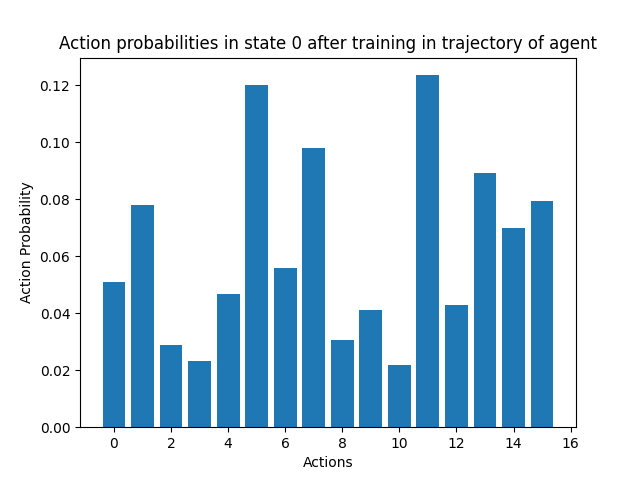 Action probabilities in state 0 after training in trajectory of agent
0.12
0.10
0.08
0.06
0.04
0.02
0.00
Action Probability
0 2 4 6 8 10 12 14 16
Actions